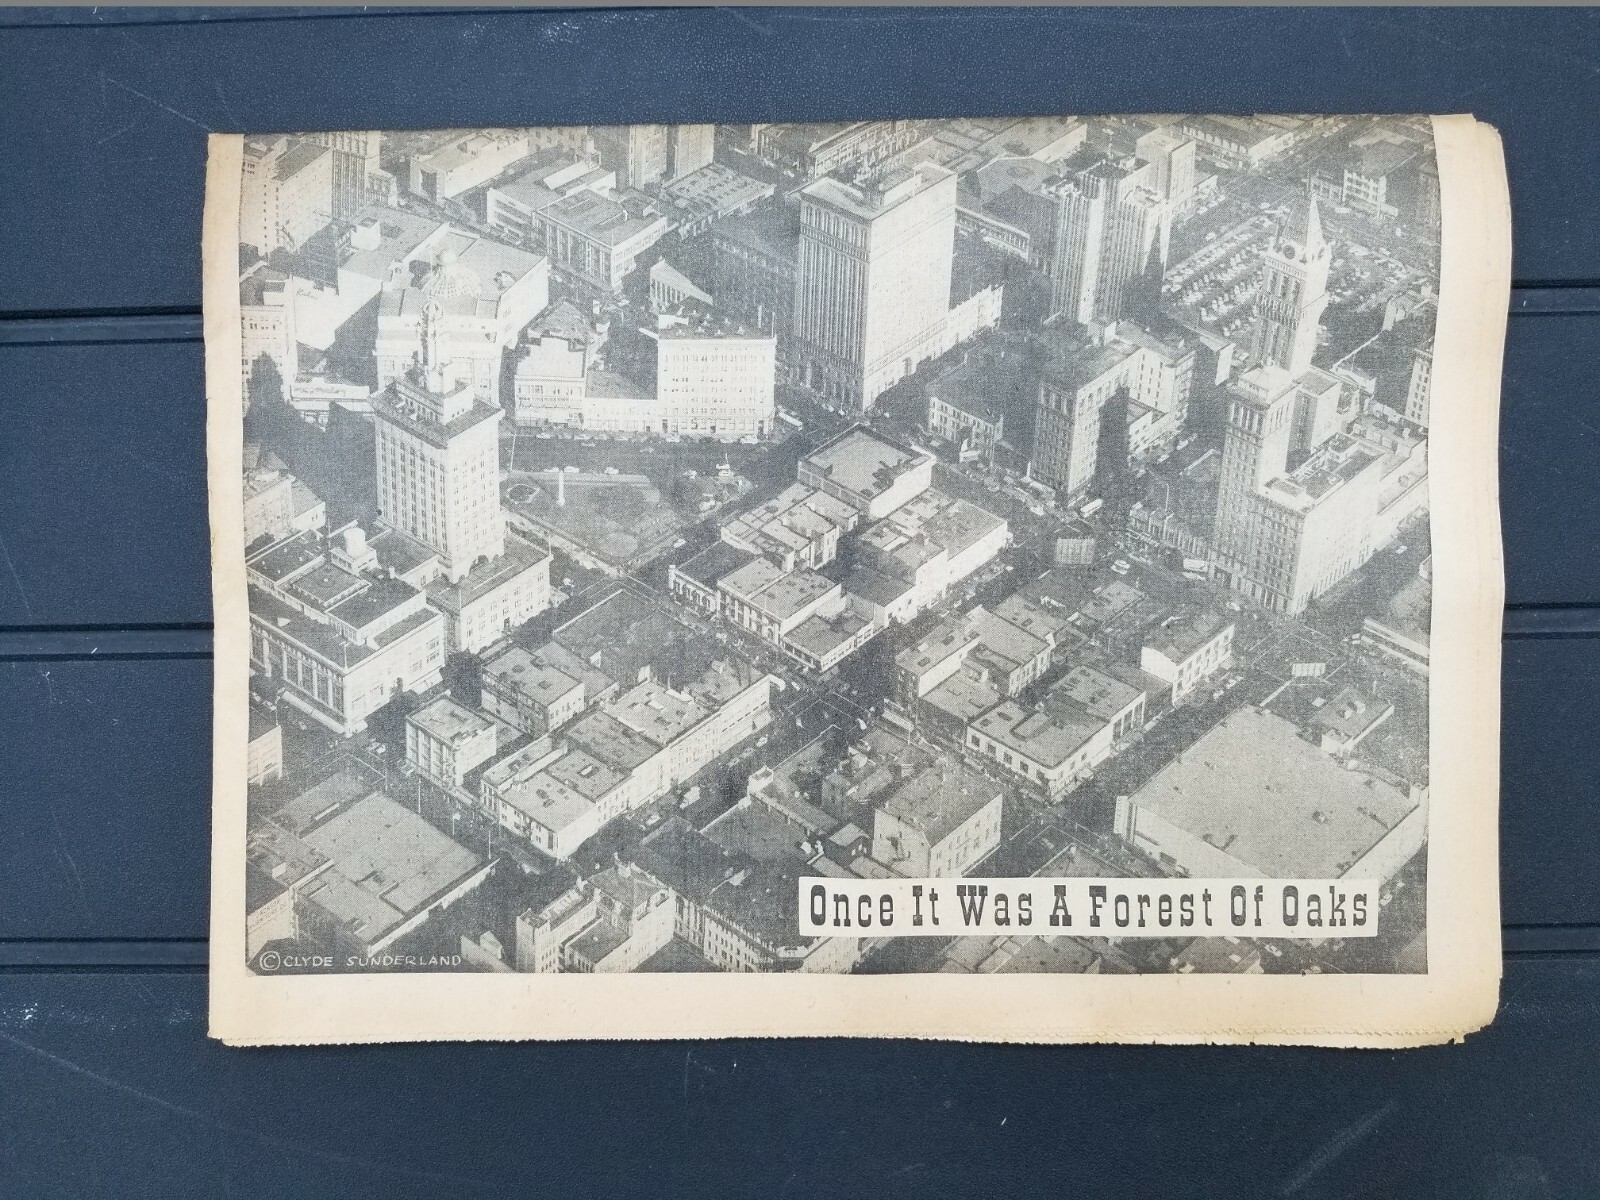 Once It Was A Forest Of Oaks
©CLYDE SUNDERLAND